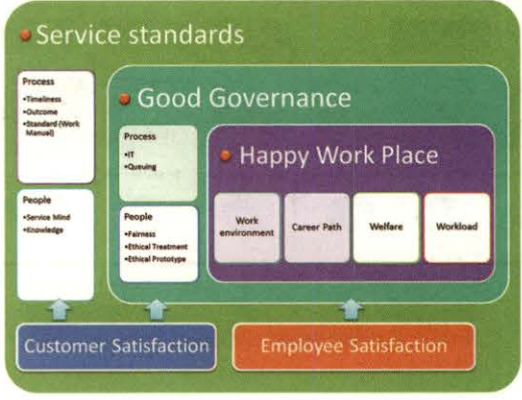 Service standards
Process
•Timeliness
•Outcome
•Standard (Work
Manual)
People
•Service Mind
•Knowledge
Good Governance
Process
•IT
•Queuing
People
•Fairness
•Ethical Treatment
•Ethical Prototype
Happy Work Place
Work
environment
Career Path
Welfare
Workload
Customer Satisfaction
Employee Satisfaction